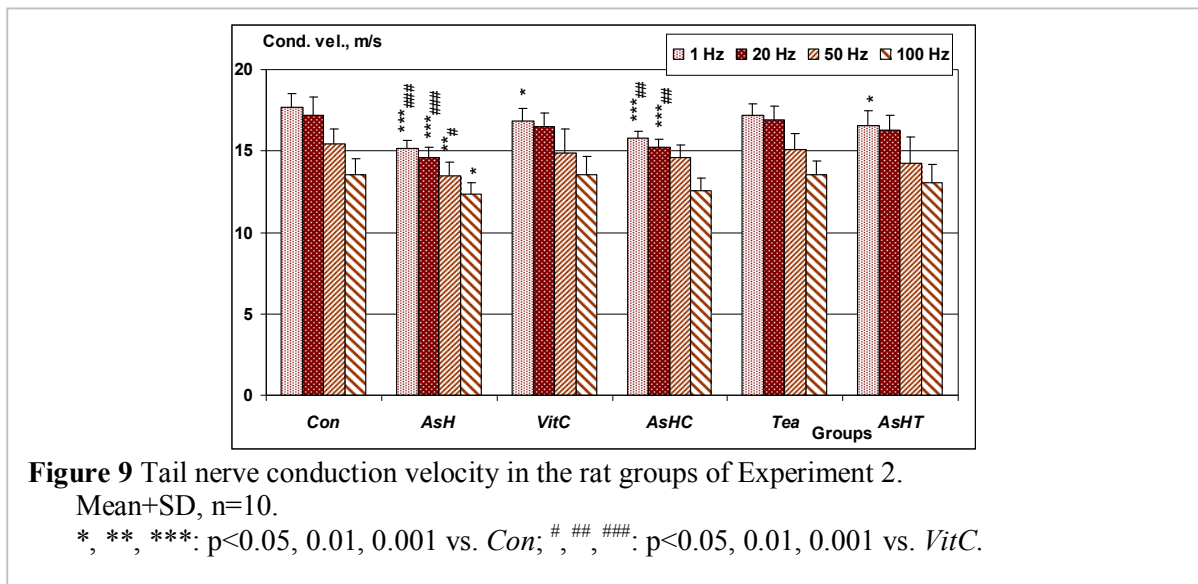 Cond. vel., m/s
1 Hz 20 Hz 50 Hz 100 Hz
20
15
10
5
0
***
###
***
###
**
#
*
*
***
##
***
##
*
Con AsH VitC AsHC Tea AsHT
Groups
Figure 9 Tail nerve conduction velocity in the rat groups of Experiment 2.
Mean+SD, n=10.
*, **, ***: p<0.05, 0.01, 0.001 vs. Con; #, ##, ###: p<0.05, 0.01, 0.001 vs. VitC.